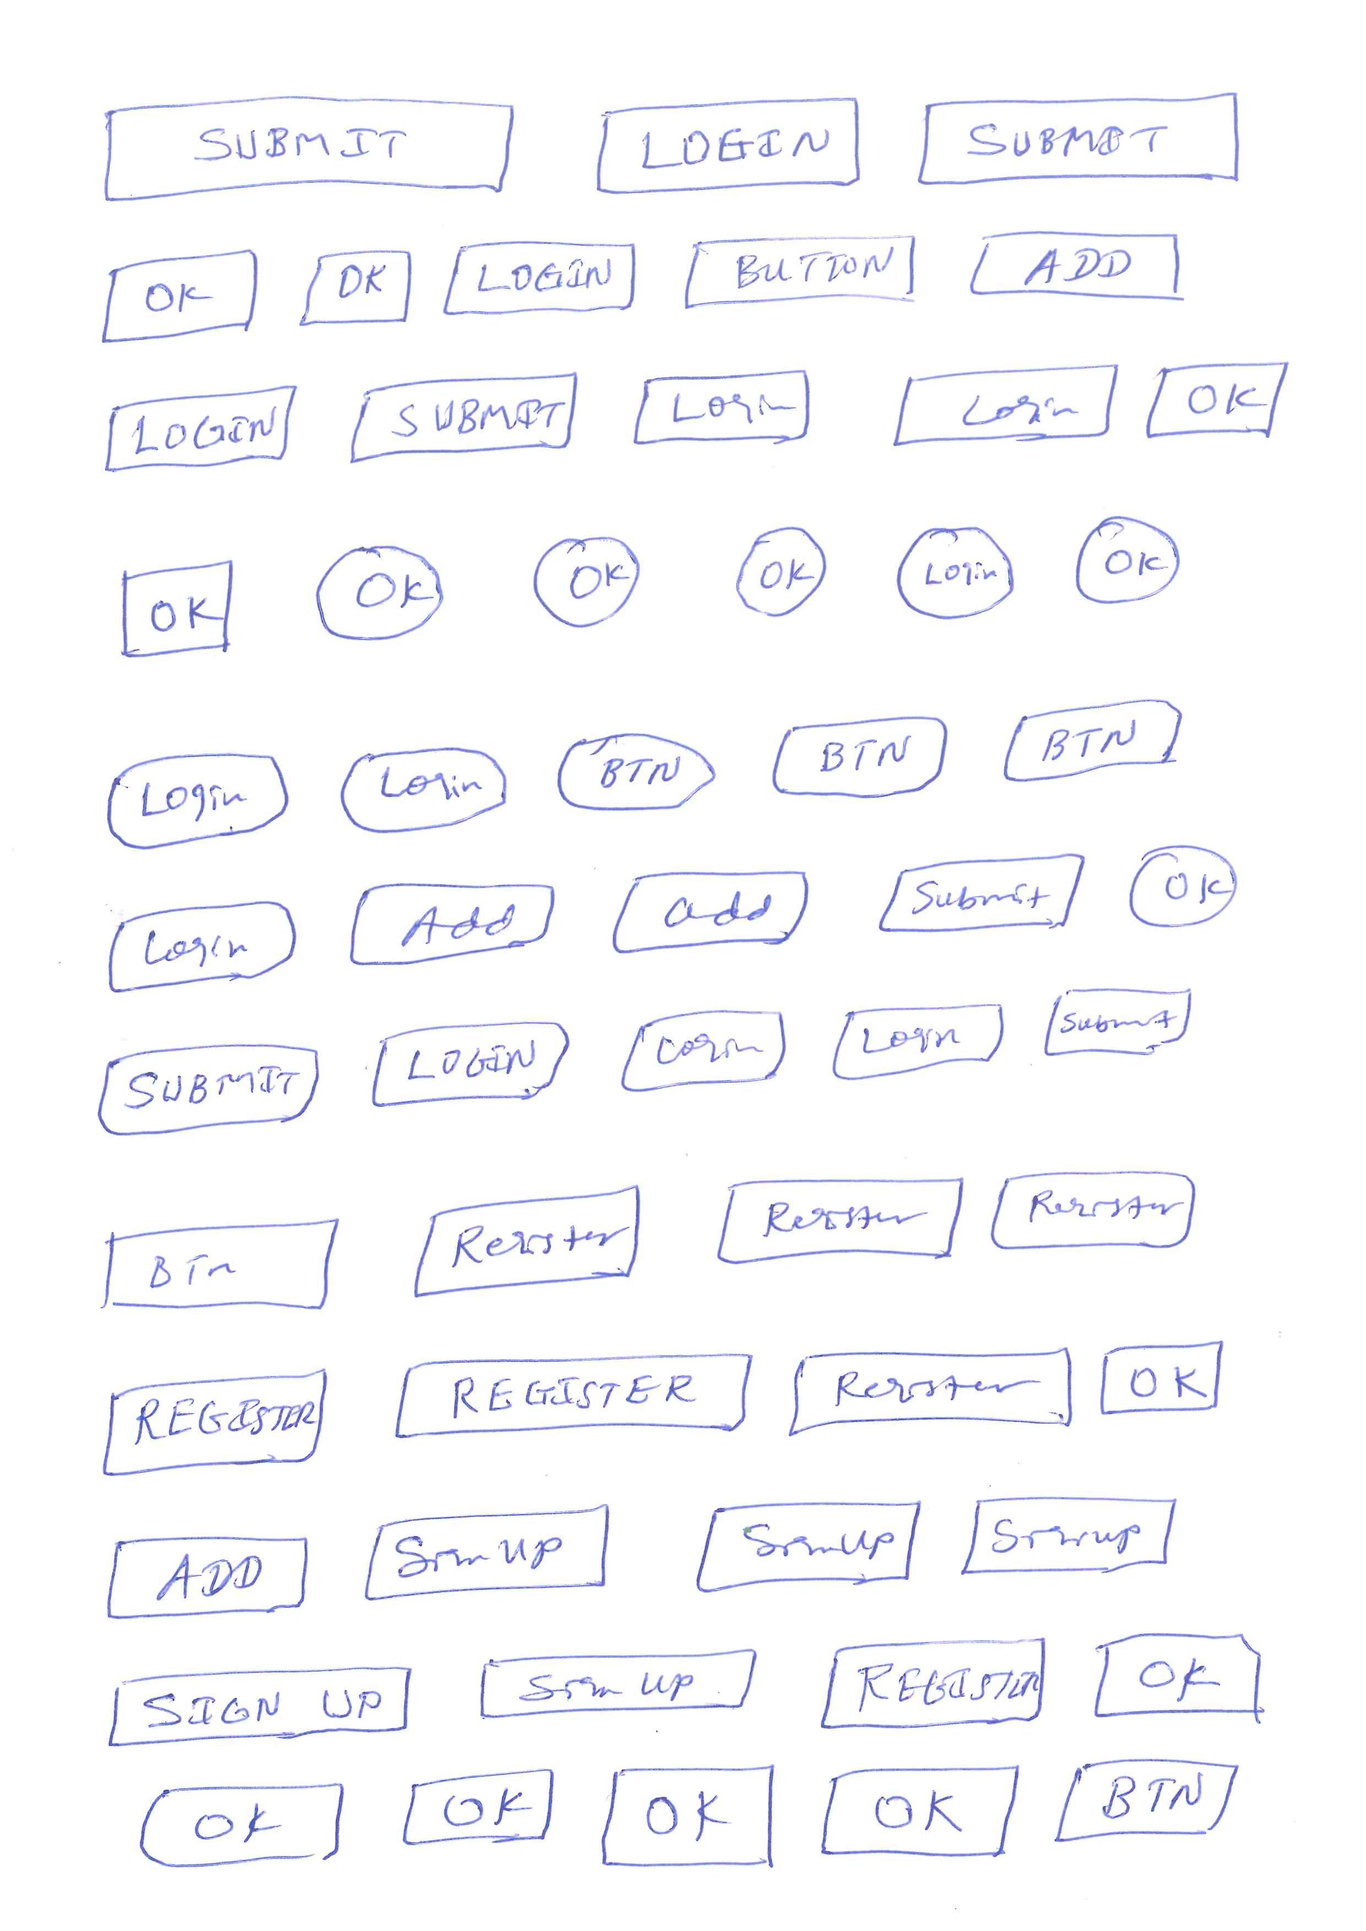 SUBMIT LOGIN SUBMIT
OK OK LOGIN BUTTON ADD
LOGIN SUBMIT Login Login OK
OK OK OK OK Login OK
Login Login BTN BTN BTN
Login Add add Submit OK
SUBMIT LOGIN Login Login Submit
BTn Register Register Register
REGISTER REGISTER Register OK
ADD Sign Up Sign Up Sign up
SIGN UP Sign Up REGISTER OK
OK OK OK OK BTN